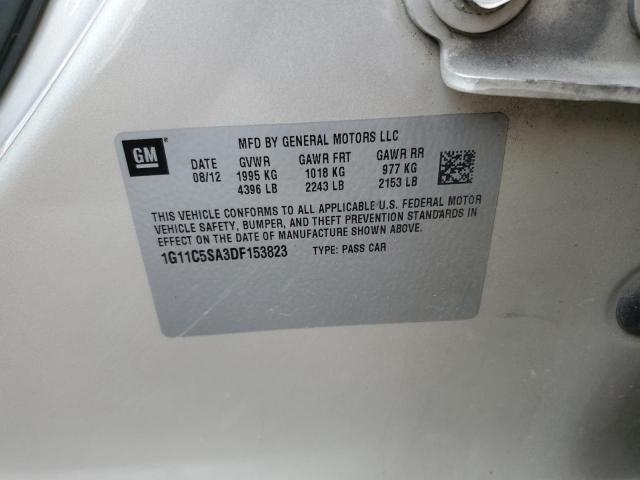 GM
MFD BY GENERAL MOTORS LLC
DATE GVWR GAWR FRT GAWR RR
08/12 1995 KG 1018 KG 977 KG
4396 LB 2243 LB 2153 LB
THIS VEHICLE CONFORMS TO ALL APPLICABLE U.S. FEDERAL MOTOR
VEHICLE SAFETY, BUMPER, AND THEFT PREVENTION STANDARDS IN
EFFECT ON THE DATE OF MANUFACTURE SHOWN ABOVE.
1G11C5SA3DF153823 TYPE: PASS CAR